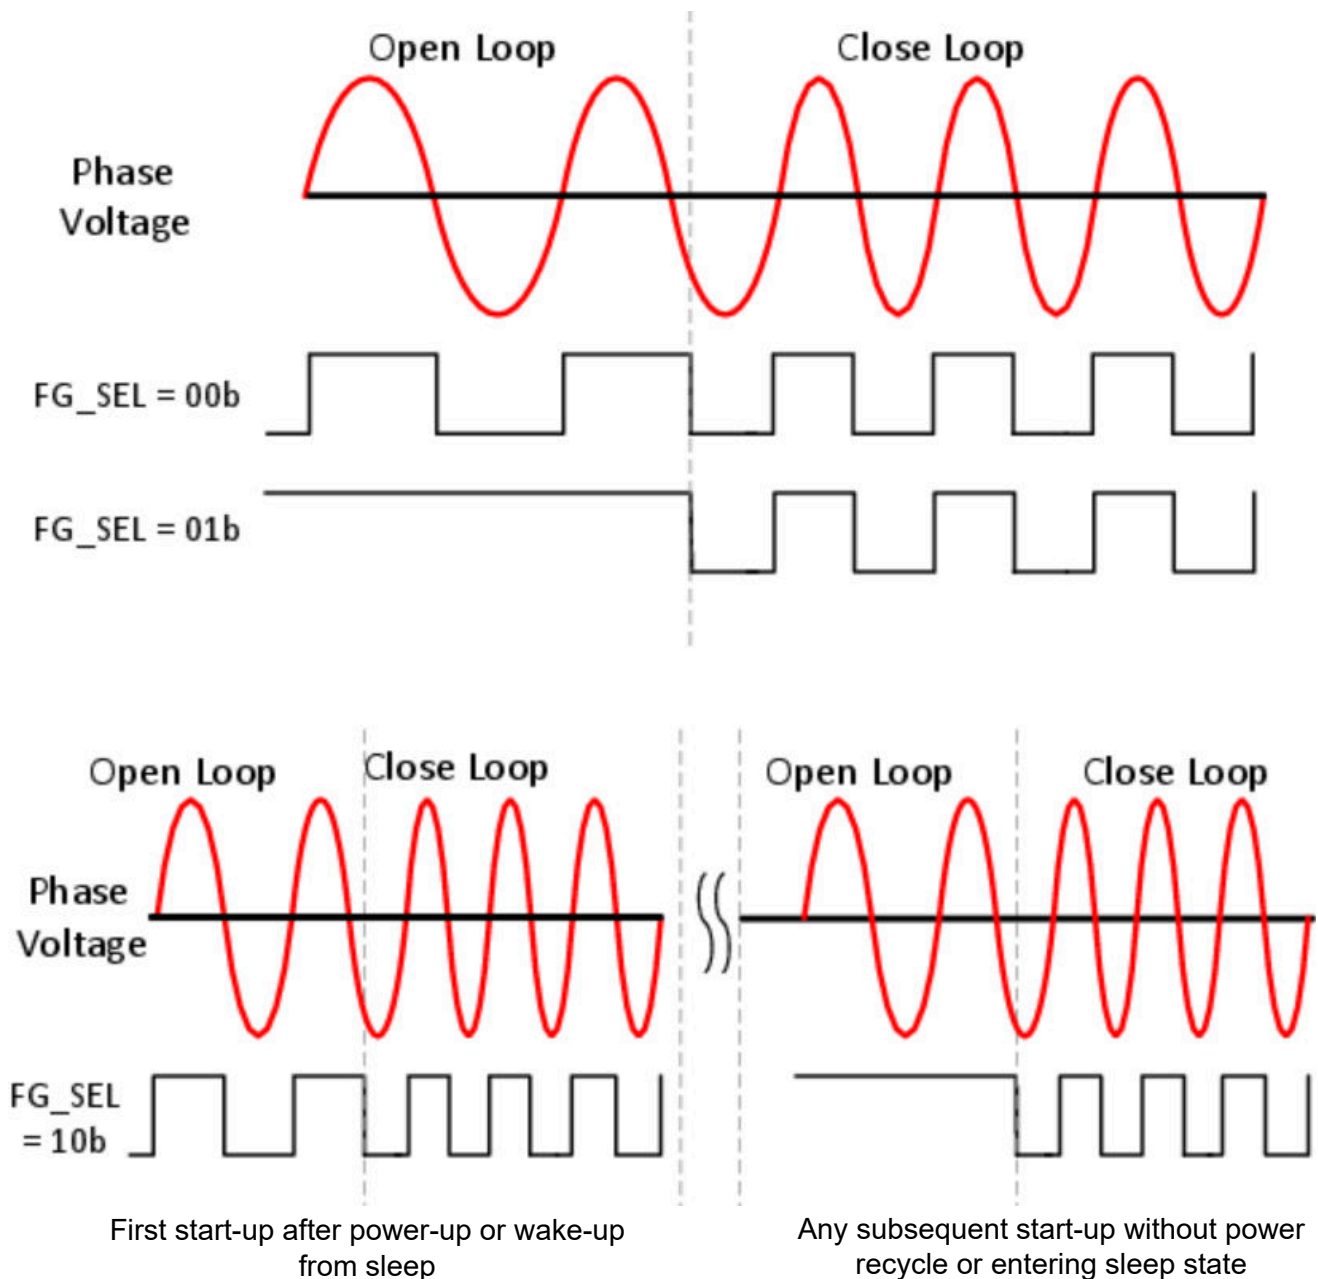 Open Loop
Close Loop
Phase
Voltage
FG_SEL = 00b
FG_SEL = 01b
Open Loop
Close Loop
Open Loop
Close Loop
Phase
Voltage
FG_SEL
= 10b
First start-up after power-up or wake-up
from sleep
Any subsequent start-up without power
recycle or entering sleep state